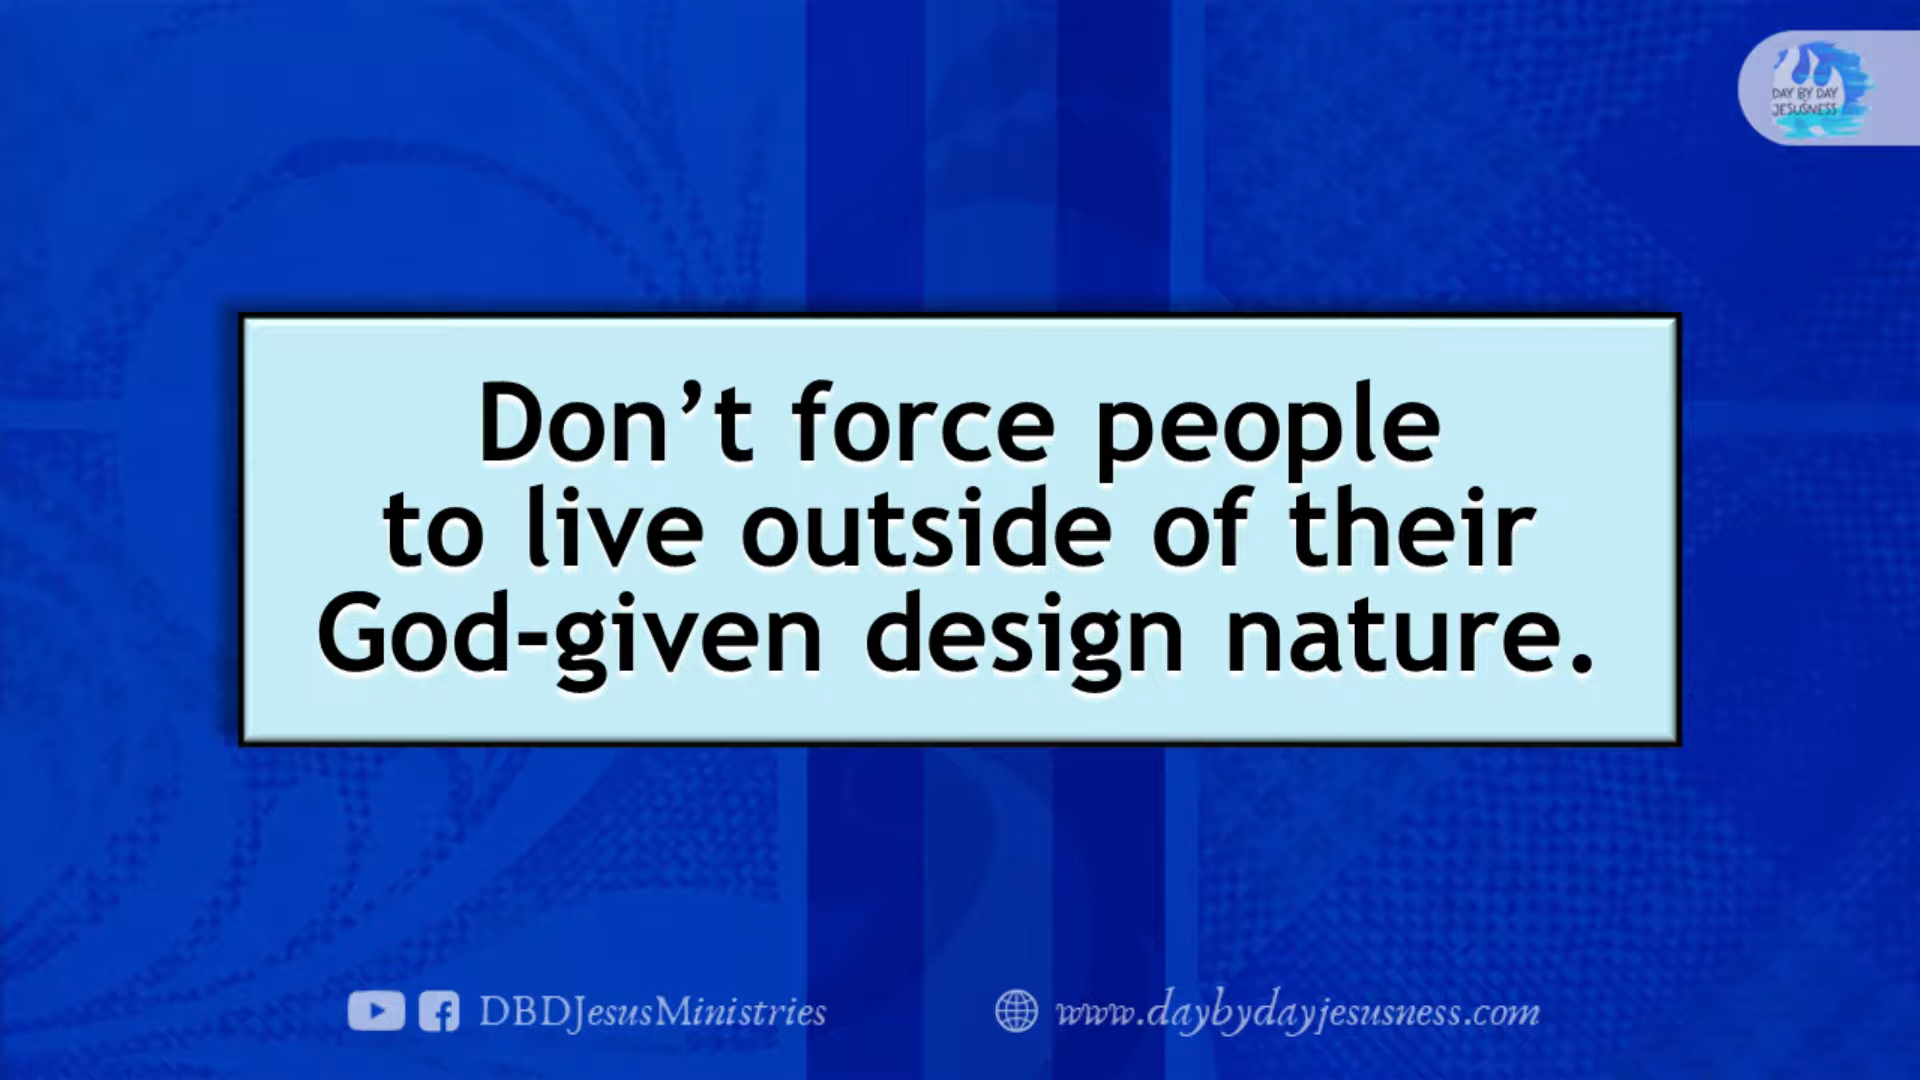 DAY BY DAY
JESUSNESS
Don’t force people
to live outside of their
God-given design nature.
DBDJesusMinistries
www.daybydayjesusness.com